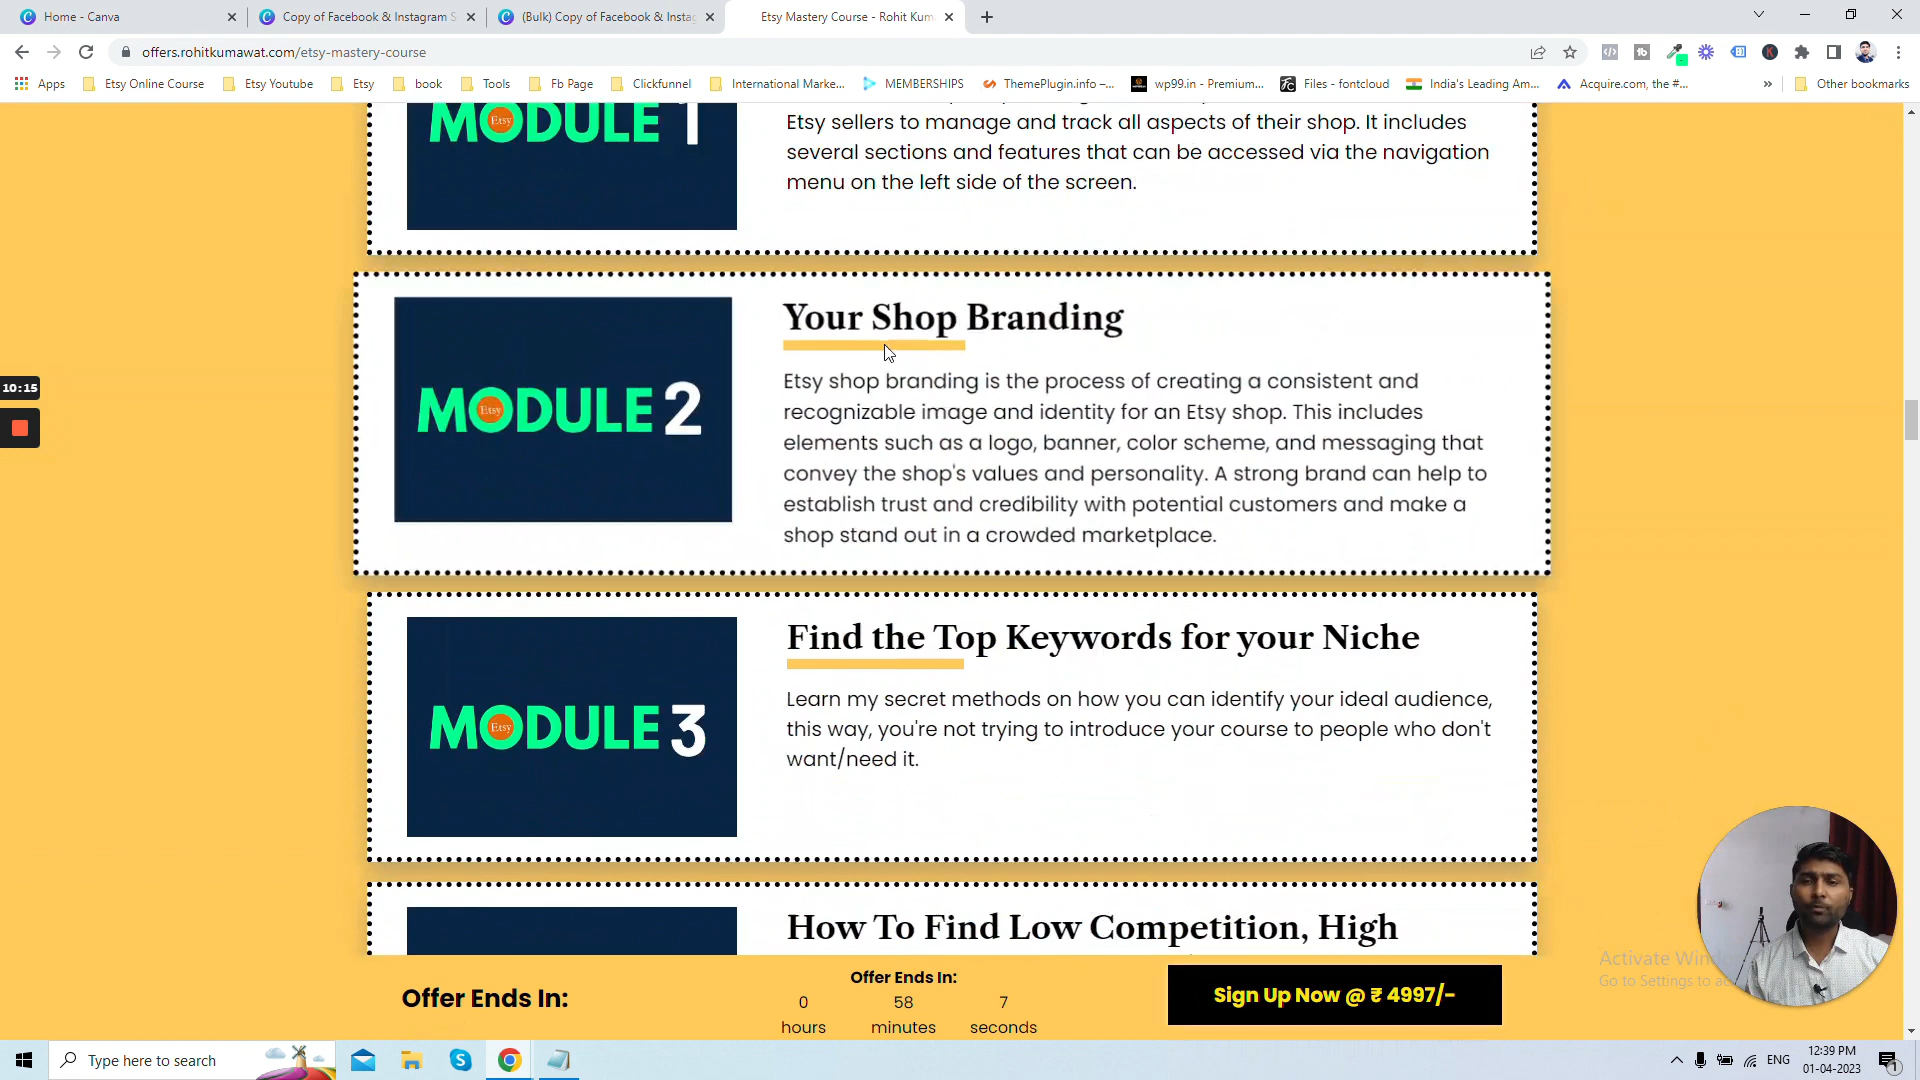 Home - Canva
Copy of Facebook & Instagram S
(Bulk) Copy of Facebook & Insta
Etsy Mastery Course - Rohit Kum
offers.rohitkumawat.com/etsy-mastery-course
Apps
Etsy Online Course
Etsy Youtube
Etsy
book
Tools
Fb Page
Clickfunnel
International Marke...
MEMBERSHIPS
ThemePlugin.info –...
wp99.in - Premium...
Files - fontcloud
India's Leading Am...
Acquire.com, the #...
»
Other bookmarks
MODULE 1
Etsy
Etsy sellers to manage and track all aspects of their shop. It includes
several sections and features that can be accessed via the navigation
menu on the left side of the screen.
10:15
MODULE 2
Etsy
Your Shop Branding
Etsy shop branding is the process of creating a consistent and
recognizable image and identity for an Etsy shop. This includes
elements such as a logo, banner, color scheme, and messaging that
convey the shop's values and personality. A strong brand can help to
establish trust and credibility with potential customers and make a
shop stand out in a crowded marketplace.
MODULE 3
Etsy
Find the Top Keywords for your Niche
Learn my secret methods on how you can identify your ideal audience,
this way, you're not trying to introduce your course to people who don't
want/need it.
How To Find Low Competition, High
Offer Ends In:
Offer Ends In:
0 58 7
hours minutes seconds
Sign Up Now @ ₹ 4997/-
Activate
Go to Settings to
Type here to search
ENG
12:39 PM
01-04-2023
1